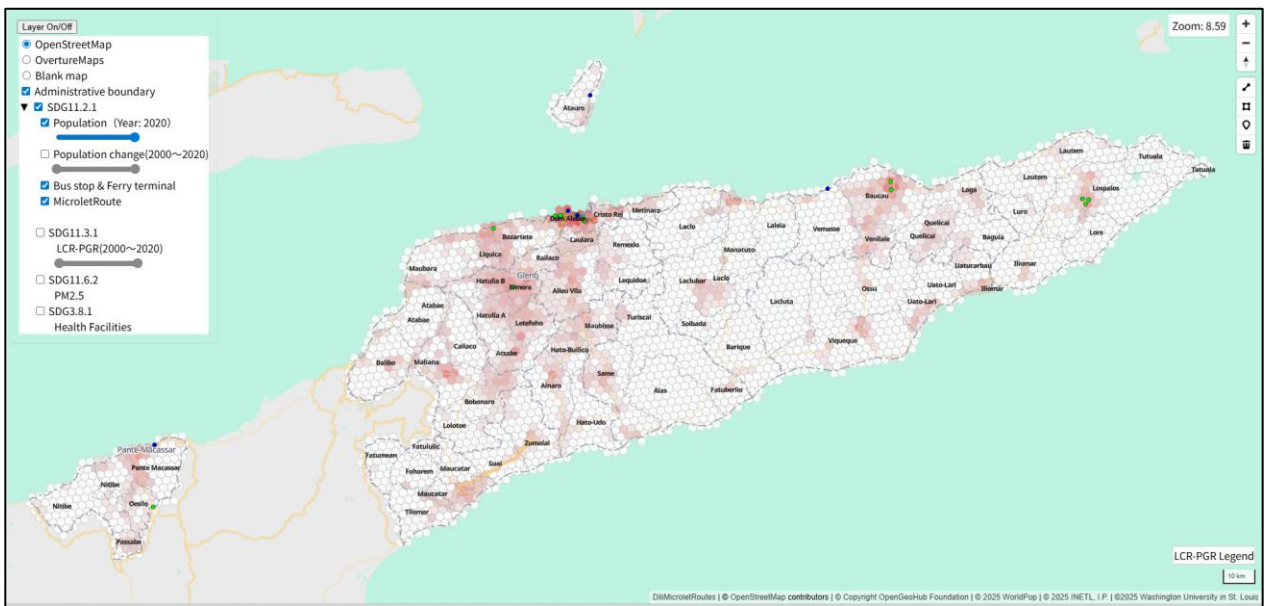 Layer On/Off
OpenStreetMap
OvertureMaps
Blank map
Administrative boundary
▼ SDG11.2.1
Population（Year: 2020）
Population change(2000～2020)
Bus stop & Ferry terminal
MicroletRoute
SDG11.3.1
LCR-PGR(2000～2020)
SDG11.6.2
PM2.5
SDG3.8.1
Health Facilities
Zoom: 8.59
Atauro
Lautem
Tutuala
Tutuala
Lautem
Lospalos
Baucau
Laga
Luro
Lore
Dom Aleixo
Cristo Rei
Metinaro
Laclo
Laleia
Vemasse
Quelicai
Quelicai
Baguia
Bazartete
Laulara
Remexio
Manatuto
Venilale
Liquica
Railaco
Maubara
Gleno
Hatulia B
Ermera
Aileu Vila
Lequidoe
Laclubar
Laclo
Uatucarbau
Iliomar
Ossu
Uato-Lari
Iliomar
Atabae
Atabae
Hatulia A
Letefoho
Maubisse
Turiscai
Soibada
Lacluta
Uato-Lari
Cailaco
Atsabe
Hato-Builico
Barique
Viqueque
Balibo
Maliana
Ainaro
Same
Alas
Fatuberlio
Bobonaro
Lolotoe
Hato-Udo
Zumalai
Fatululic
Fatumean
Fohorem
Maucatar
Suai
Maucatar
Tilomar
Pante-Macassar
Pante Macassar
Nitibe
Nitibe
Oesilo
Passabe
LCR-PGR Legend
10 km
DiliMicroletRoutes | © OpenStreetMap contributors | © Copyright OpenGeoHub Foundation | © 2025 WorldPop | © 2025 INETL, I.P. | ©2025 Washington University in St. Louis